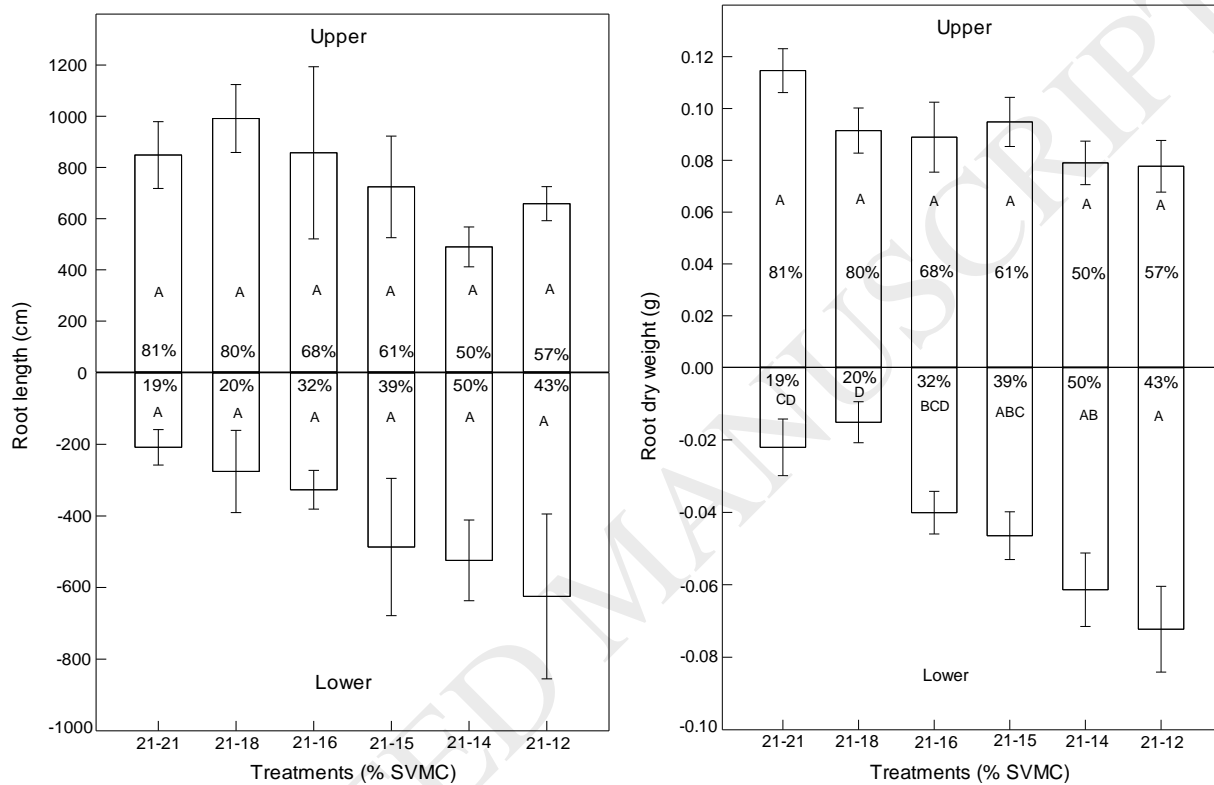 Upper
1200
1000
800
600
400
200
0
-200
-400
-600
-800
-1000
Root length (cm)
A A A A A A
81% 80% 68% 61% 50% 57%
19% 20% 32% 39% 50% 43%
A A A A A A
Lower
21-21 21-18 21-16 21-15 21-14 21-12
Treatments (% SVMC)
Upper
0.12
0.10
0.08
0.06
0.04
0.02
0.00
-0.02
-0.04
-0.06
-0.08
-0.10
Root dry weight (g)
A A A A A A
81% 80% 68% 61% 50% 57%
19% 20% 32% 39% 50% 43%
CD D BCD ABC AB A
Lower
21-21 21-18 21-16 21-15 21-14 21-12
Treatments (% SVMC)
TED MANUSCRIPT